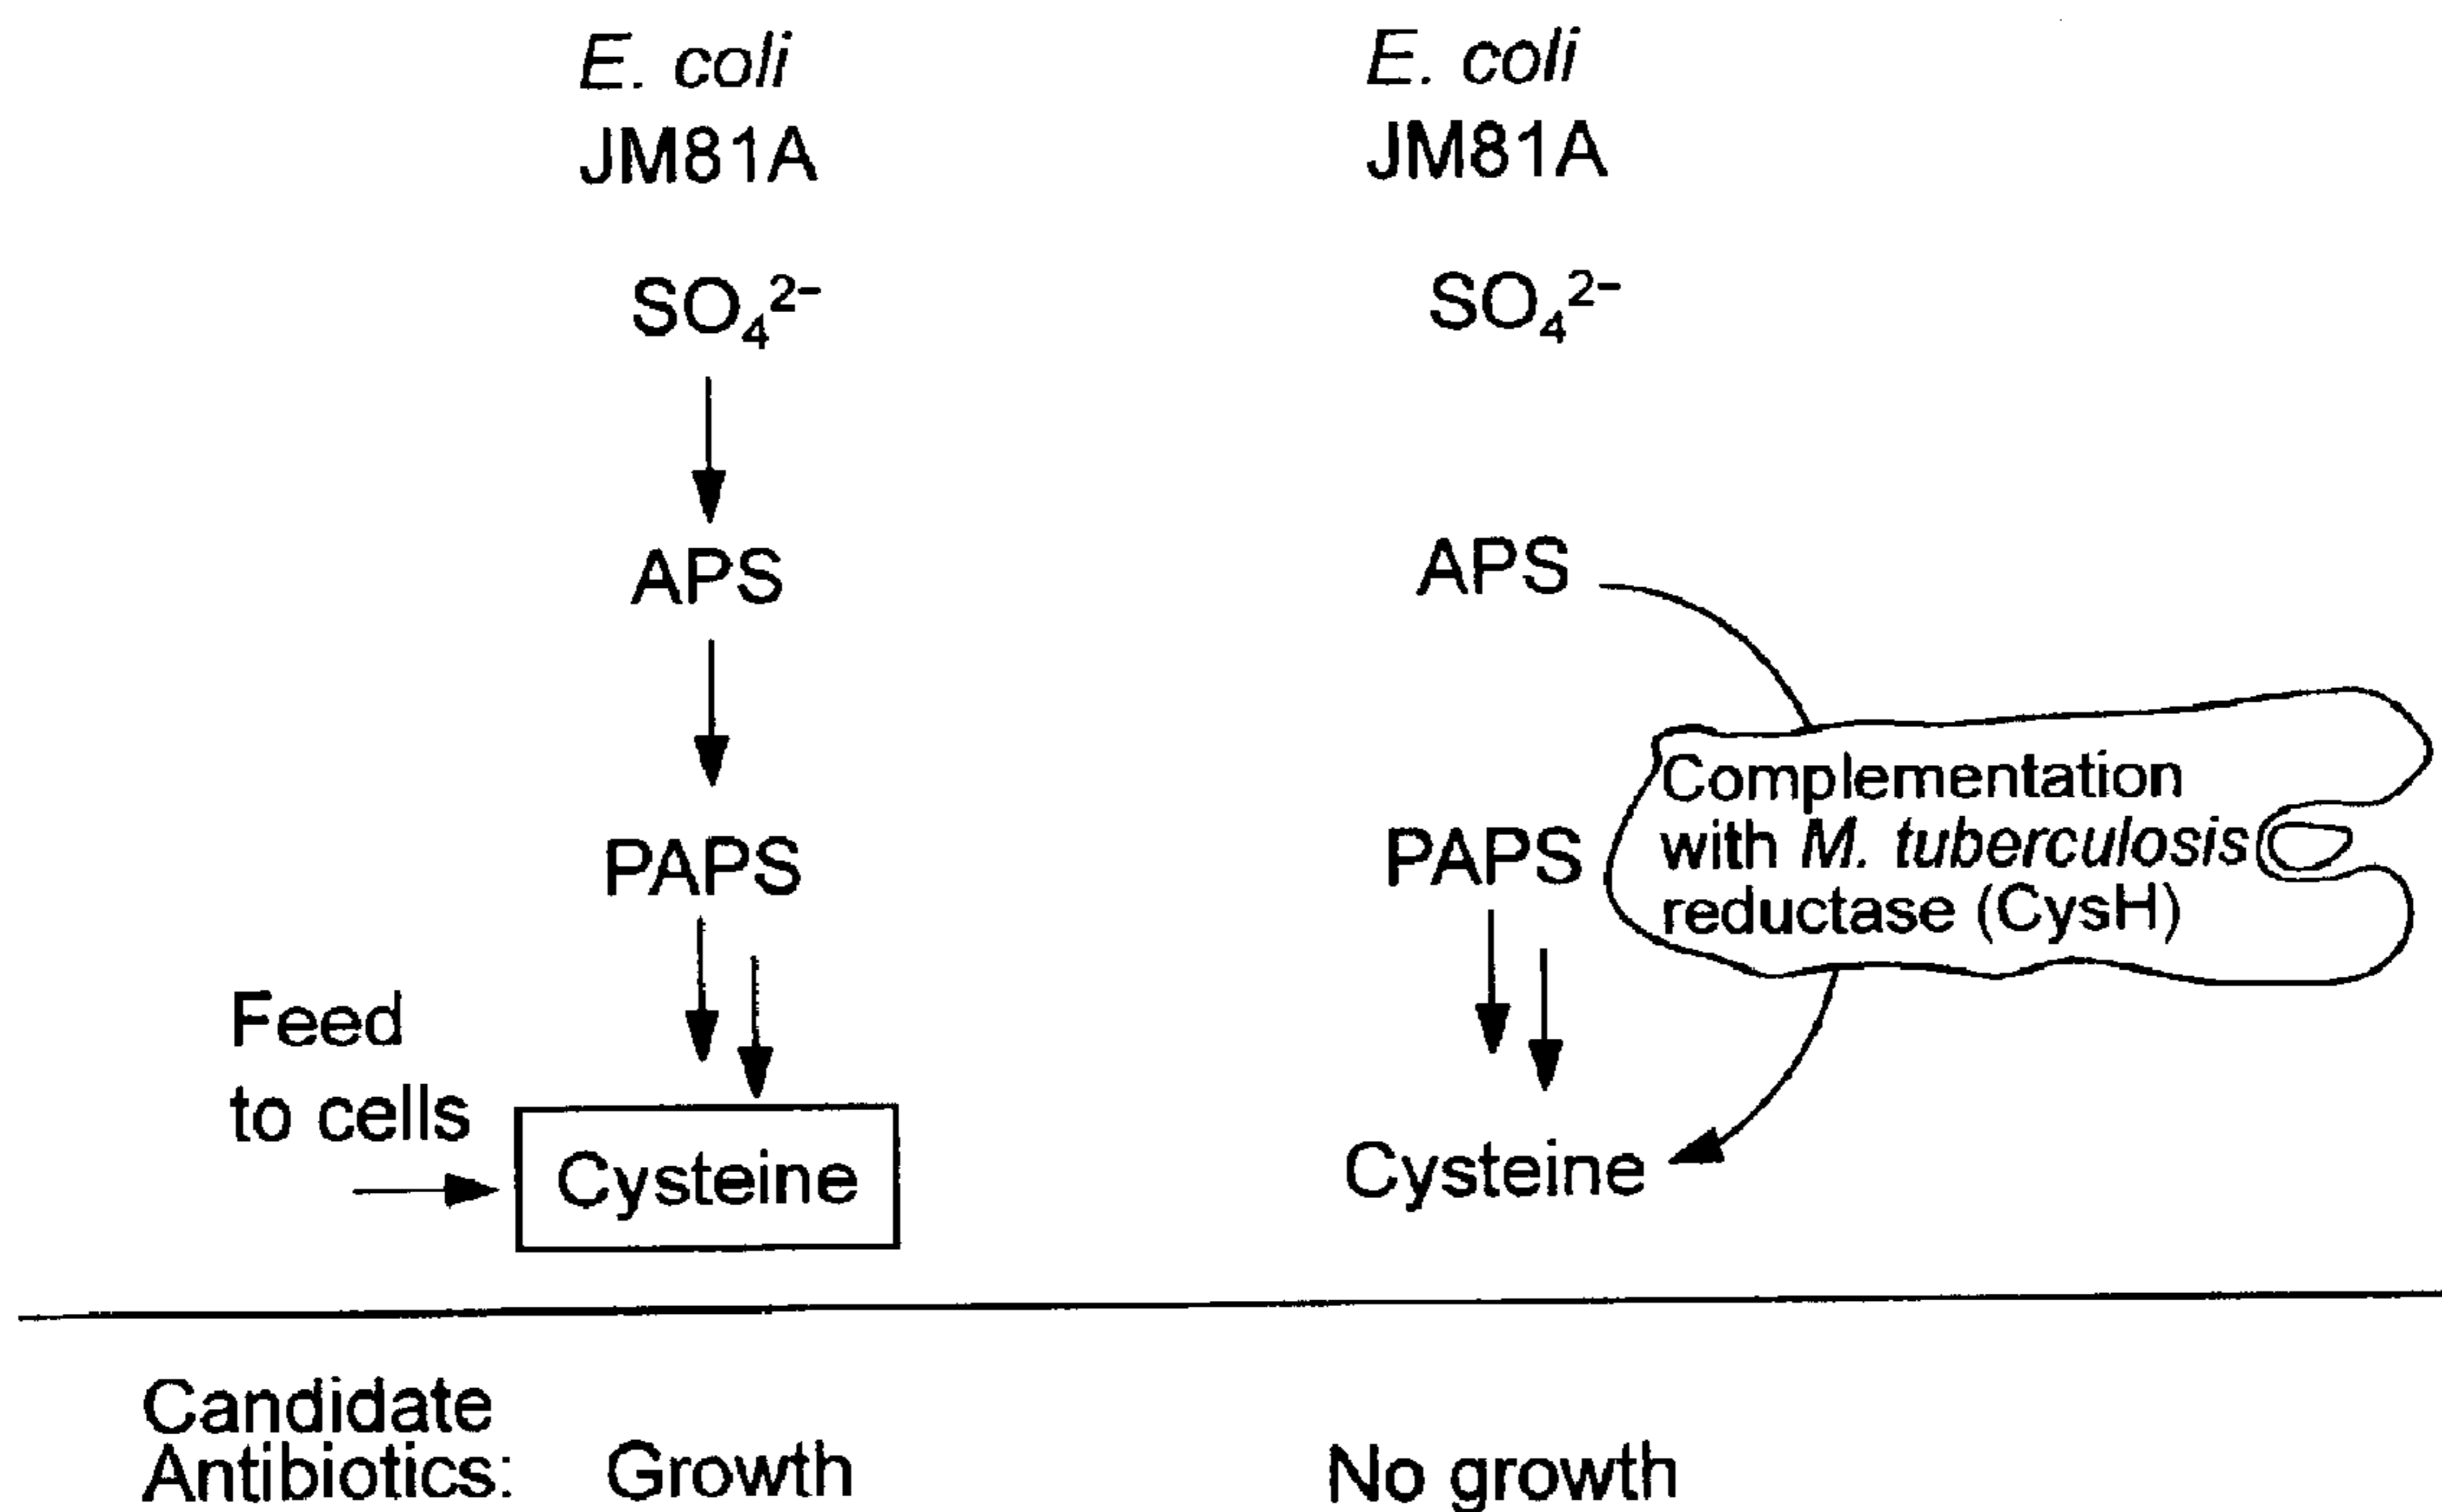 E. coli
JM81A
SO₄²⁻
APS
PAPS
Feed
to cells
Cysteine
E. coli
JM81A
SO₄²⁻
APS
PAPS
Complementation
with M. tuberculosis
reductase (CysH)
Cysteine
Candidate
Antibiotics: Growth No growth